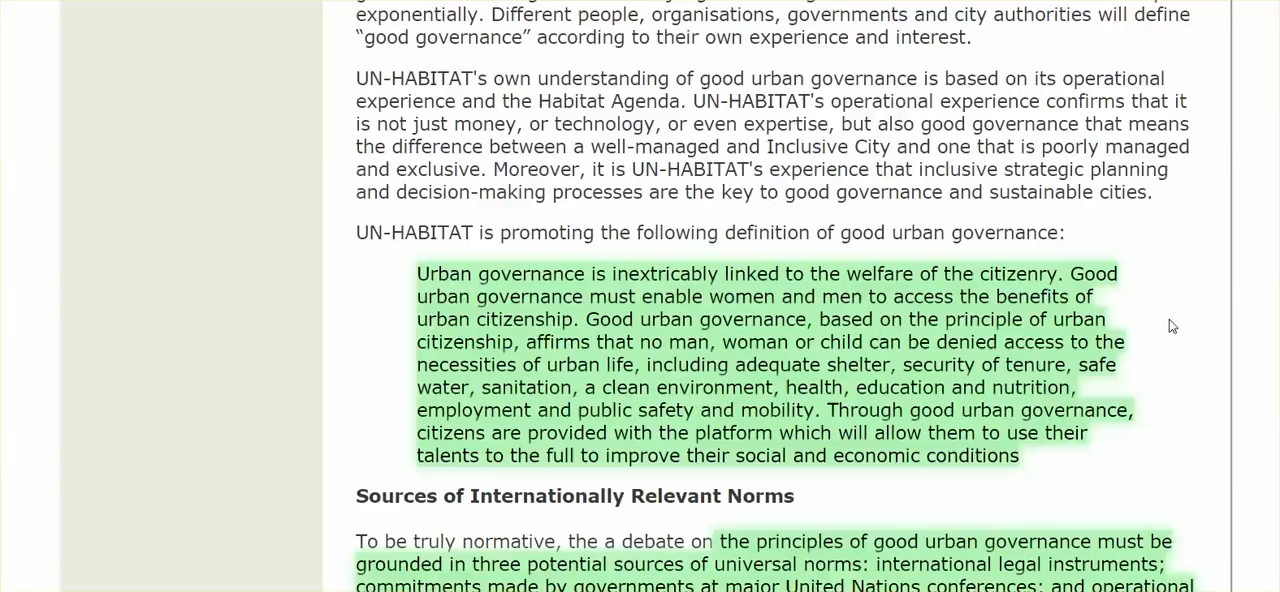 exponentially. Different people, organisations, governments and city authorities will define
“good governance” according to their own experience and interest.
UN-HABITAT's own understanding of good urban governance is based on its operational
experience and the Habitat Agenda. UN-HABITAT's operational experience confirms that it
is not just money, or technology, or even expertise, but also good governance that means
the difference between a well-managed and Inclusive City and one that is poorly managed
and exclusive. Moreover, it is UN-HABITAT's experience that inclusive strategic planning
and decision-making processes are the key to good governance and sustainable cities.
UN-HABITAT is promoting the following definition of good urban governance:
Urban governance is inextricably linked to the welfare of the citizenry. Good
urban governance must enable women and men to access the benefits of
urban citizenship. Good urban governance, based on the principle of urban
citizenship, affirms that no man, woman or child can be denied access to the
necessities of urban life, including adequate shelter, security of tenure, safe
water, sanitation, a clean environment, health, education and nutrition,
employment and public safety and mobility. Through good urban governance,
citizens are provided with the platform which will allow them to use their
talents to the full to improve their social and economic conditions
Sources of Internationally Relevant Norms
To be truly normative, the a debate on the principles of good urban governance must be
grounded in three potential sources of universal norms: international legal instruments;
commitments made by governments at major United Nations conferences; and operational